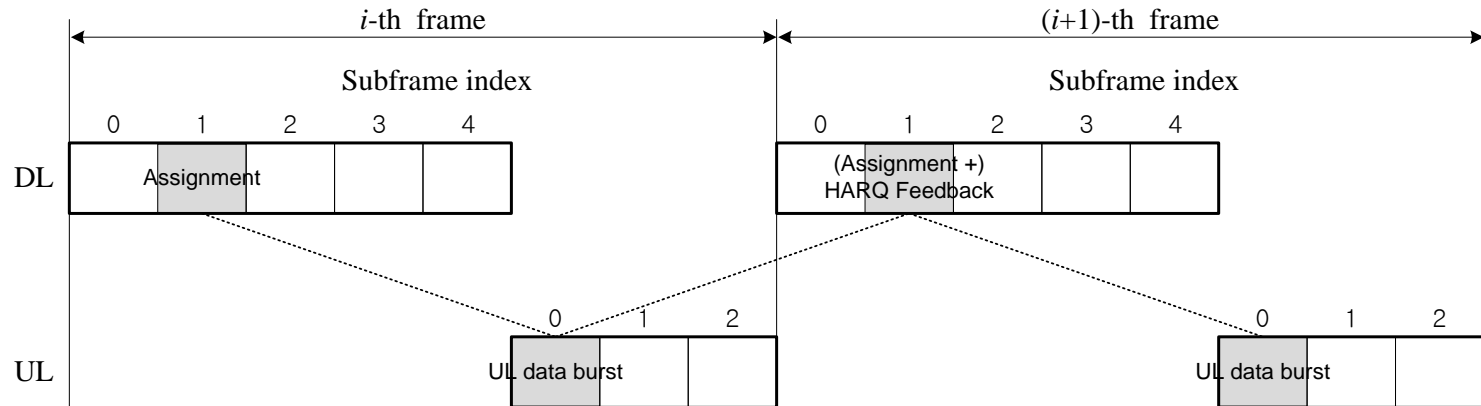 i-th frame
(i+1)-th frame
Subframe index
Subframe index
0 1 2 3 4
0 1 2 3 4
DL
Assignment
(Assignment +)
HARQ Feedback
0 1 2
0 1 2
UL
UL data burst
UL data burst